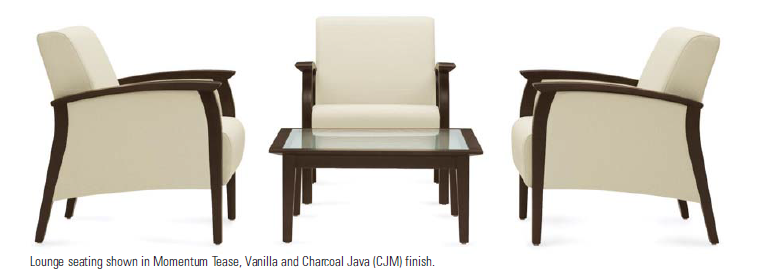 Lounge seating shown in Momentum Tease, Vanilla and Charcoal Java (CJM) finish.